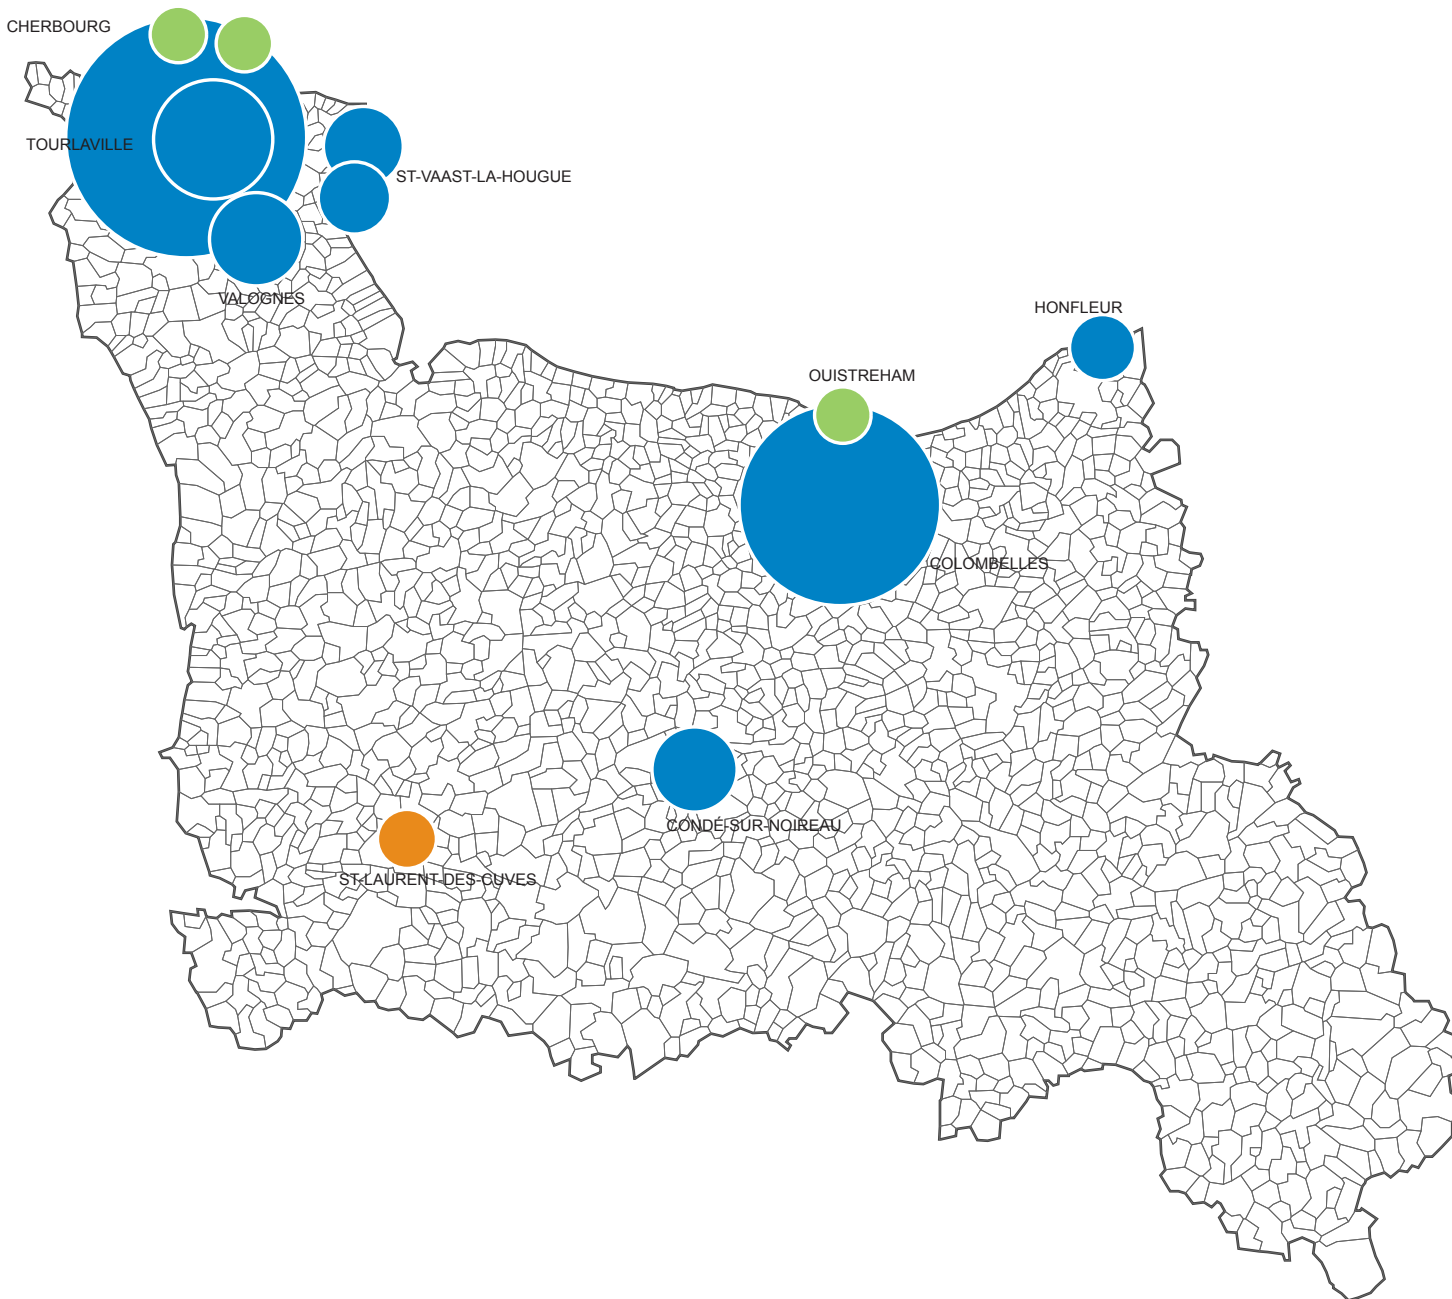 CHERBOURG
TOURLAVILLE
ST-VAAST-LA-HOUGUE
VALOGNES
HONFLEUR
OUISTREHAM
COLOMBELLES
CONDÉ-SUR-NOIREAU
ST-LAURENT-DES-CUVES